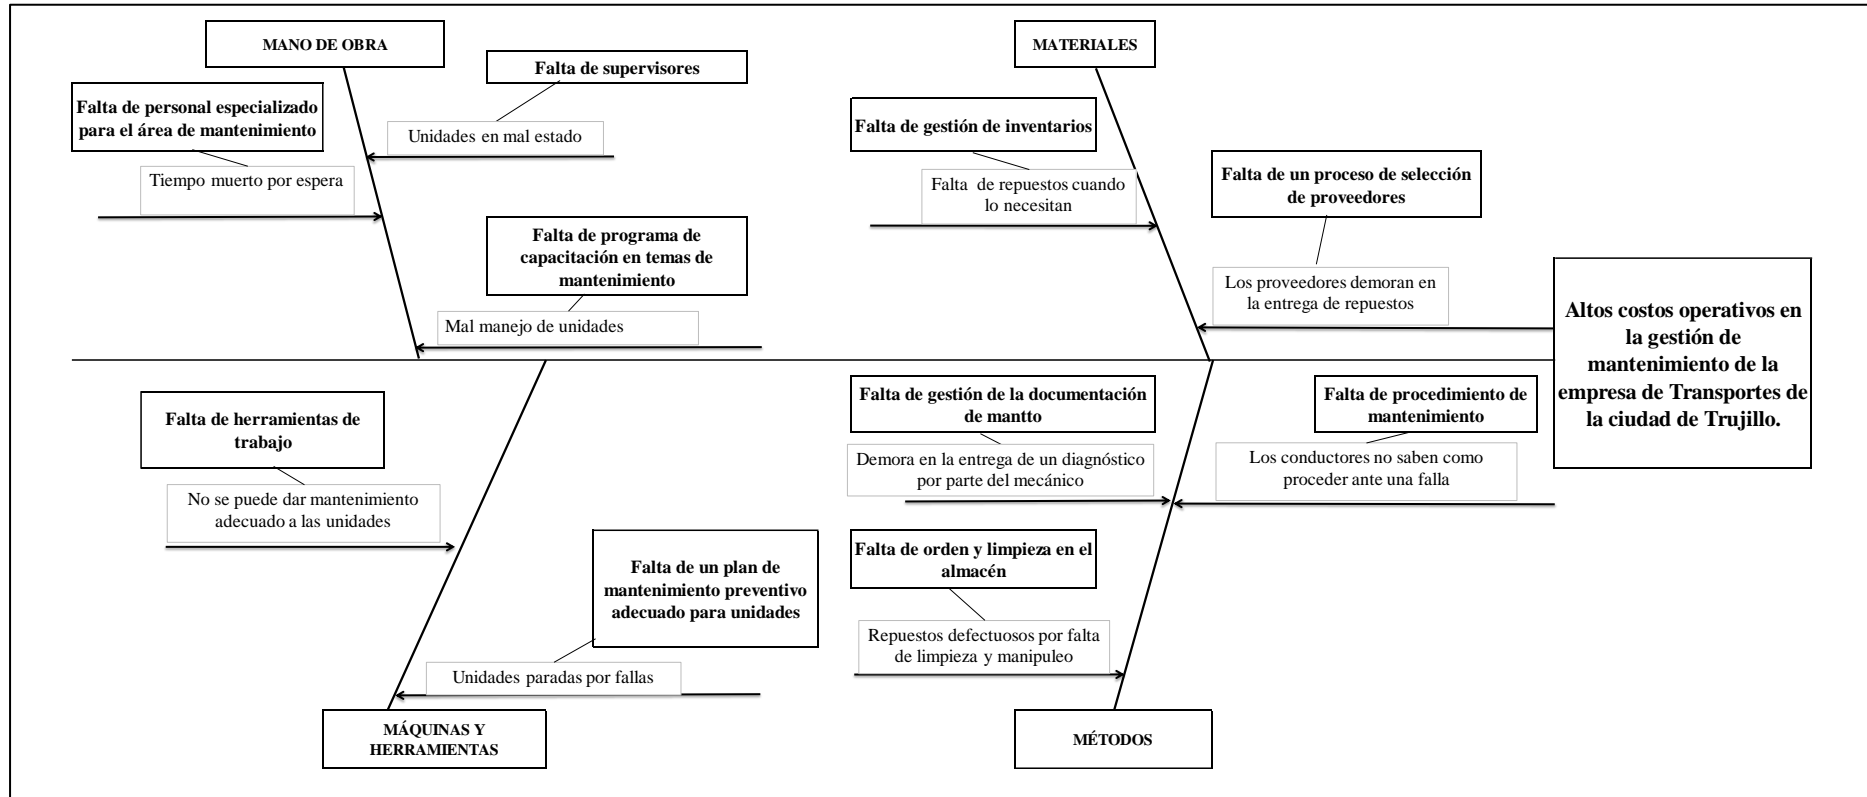 MANO DE OBRA
Falta de supervisores
Falta de personal especializado
para el área de mantenimiento
Unidades en mal estado
Tiempo muerto por espera
Falta de programa de
capacitación en temas de
mantenimiento
Mal manejo de unidades
MATERIALES
Falta de gestión de inventarios
Falta de repuestos cuando
lo necesitan
Falta de un proceso de selección
de proveedores
Los proveedores demoran en
la entrega de repuestos
Altos costos operativos en
la gestión de
mantenimiento de la
empresa de Transportes de
la ciudad de Trujillo.
Falta de herramientas de
trabajo
No se puede dar mantenimiento
adecuado a las unidades
Falta de un plan de
mantenimiento preventivo
adecuado para unidades
Unidades paradas por fallas
MÁQUINAS Y
HERRAMIENTAS
Falta de gestión de la documentación
de mantto
Demora en la entrega de un diagnóstico
por parte del mecánico
Falta de procedimiento de
mantenimiento
Los conductores no saben como
proceder ante una falla
Falta de orden y limpieza en el
almacén
Repuestos defectuosos por falta
de limpieza y manipuleo
MÉTODOS